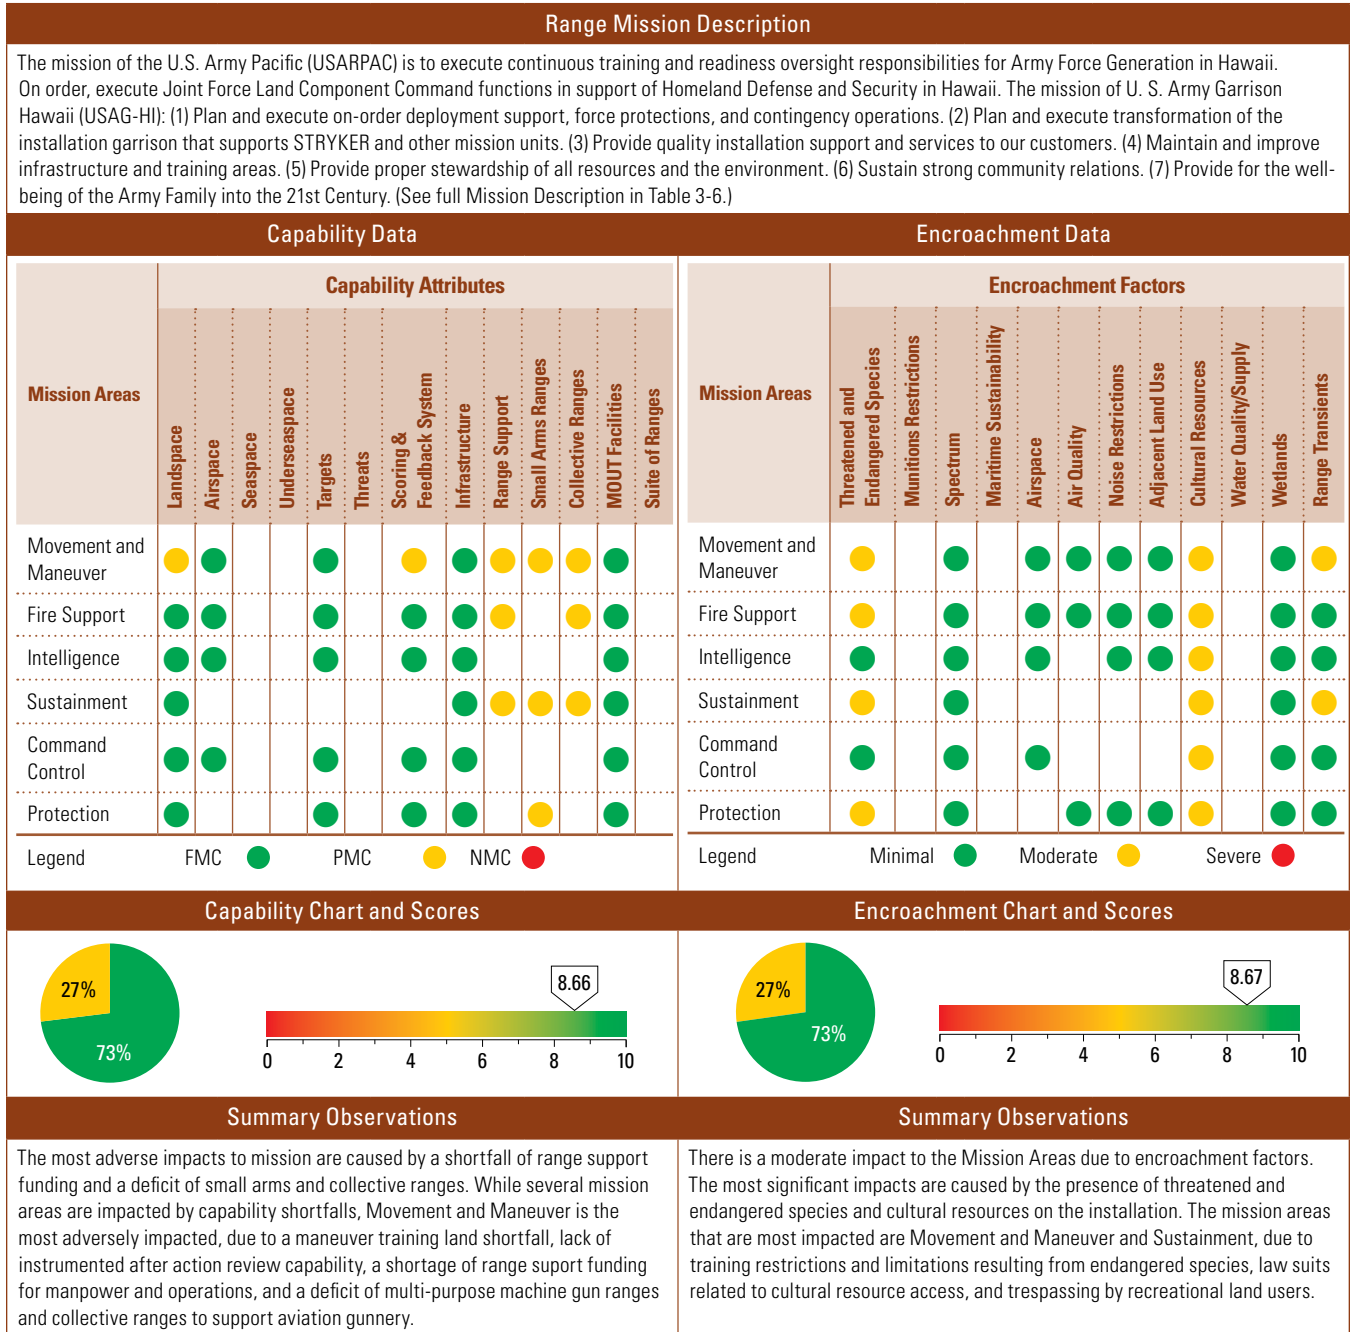 Range Mission Description
The mission of the U.S. Army Pacific (USARPAC) is to execute continuous training and readiness oversight responsibilities for Army Force Generation in Hawaii.
On order, execute Joint Force Land Component Command functions in support of Homeland Defense and Security in Hawaii. The mission of U. S. Army Garrison
Hawaii (USAG-HI): (1) Plan and execute on-order deployment support, force protections, and contingency operations. (2) Plan and execute transformation of the
installation garrison that supports STRYKER and other mission units. (3) Provide quality installation support and services to our customers. (4) Maintain and improve
infrastructure and training areas. (5) Provide proper stewardship of all resources and the environment. (6) Sustain strong community relations. (7) Provide for the well-
being of the Army Family into the 21st Century. (See full Mission Description in Table 3-6.)
Capability Data
Mission Areas
Capability Attributes
Landspace
Airspace
Seaspace
Underseaspace
Targets
Threats
Scoring &
Feedback System
Infrastructure
Range Support
Small Arms Ranges
Collective Ranges
MOUT Facilities
Suite of Ranges
Movement and
Maneuver
Fire Support
Intelligence
Sustainment
Command
Control
Protection
Legend FMC PMC NMC
Encroachment Data
Mission Areas
Encroachment Factors
Threatened and
Endangered Species
Munitions Restrictions
Spectrum
Maritime Sustainability
Airspace
Air Quality
Noise Restrictions
Adjacent Land Use
Cultural Resources
Water Quality/Supply
Wetlands
Range Transients
Movement and
Maneuver
Fire Support
Intelligence
Sustainment
Command
Control
Protection
Legend Minimal Moderate Severe
Capability Chart and Scores
27%
73%
8.66
0 2 4 6 8 10
Encroachment Chart and Scores
27%
73%
8.67
0 2 4 6 8 10
Summary Observations
The most adverse impacts to mission are caused by a shortfall of range support
funding and a deficit of small arms and collective ranges. While several mission
areas are impacted by capability shortfalls, Movement and Maneuver is the
most adversely impacted, due to a maneuver training land shortfall, lack of
instrumented after action review capability, a shortage of range suport funding
for manpower and operations, and a deficit of multi-purpose machine gun ranges
and collective ranges to support aviation gunnery.
Summary Observations
There is a moderate impact to the Mission Areas due to encroachment factors.
The most significant impacts are caused by the presence of threatened and
endangered species and cultural resources on the installation. The mission areas
that are most impacted are Movement and Maneuver and Sustainment, due to
training restrictions and limitations resulting from endangered species, law suits
related to cultural resource access, and trespassing by recreational land users.